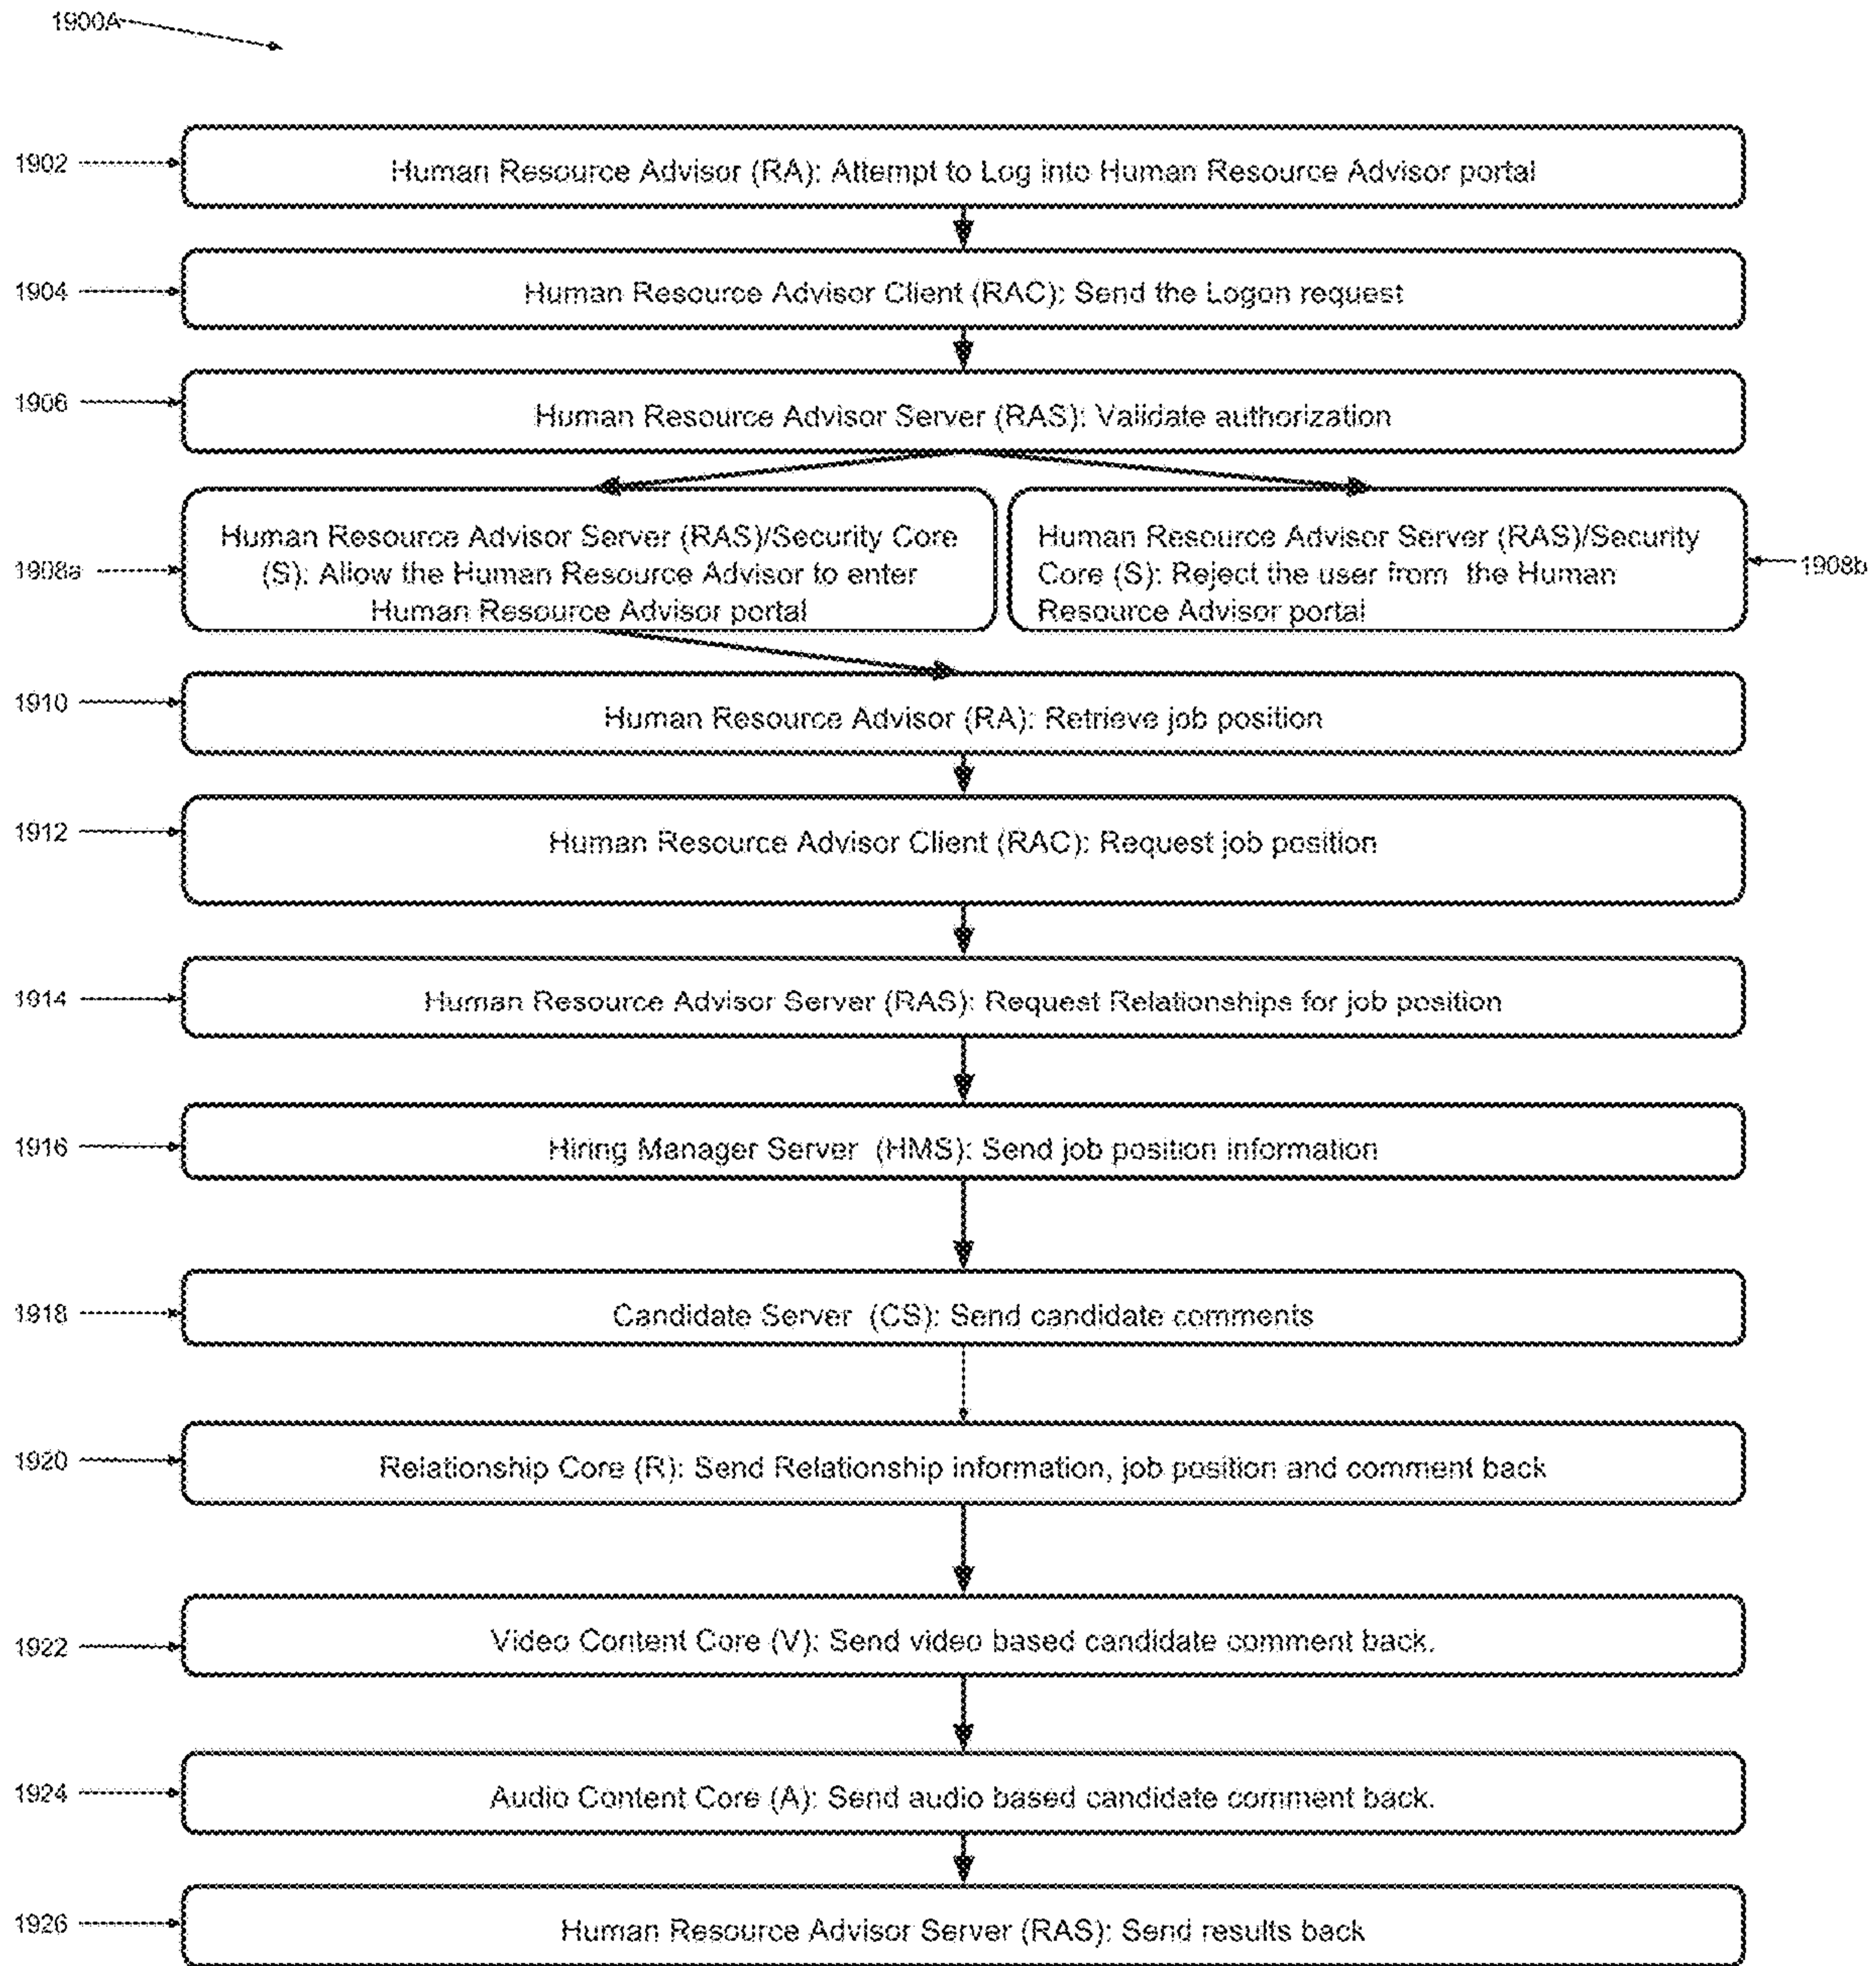 1900A
1902
Human Resource Advisor (RA): Attempt to Log into Human Resource Advisor portal
1904
Human Resource Advisor Client (RAC): Send the Logon request
1906
Human Resource Advisor Server (RAS): Validate authorization
1908a
Human Resource Advisor Server (RAS)/Security Core
(S): Allow the Human Resource Advisor to enter
Human Resource Advisor portal
Human Resource Advisor Server (RAS)/Security
Core (S): Reject the user from the Human
Resource Advisor portal
1908b
1910
Human Resource Advisor (RA): Retrieve job position
1912
Human Resource Advisor Client (RAC): Request job position
1914
Human Resource Advisor Server (RAS): Request Relationships for job position
1916
Hiring Manager Server (HMS): Send job position information
1918
Candidate Server (CS): Send candidate comments
1920
Relationship Core (R): Send Relationship information, job position and comment back
1922
Video Content Core (V): Send video based candidate comment back.
1924
Audio Content Core (A): Send audio based candidate comment back.
1926
Human Resource Advisor Server (RAS): Send results back